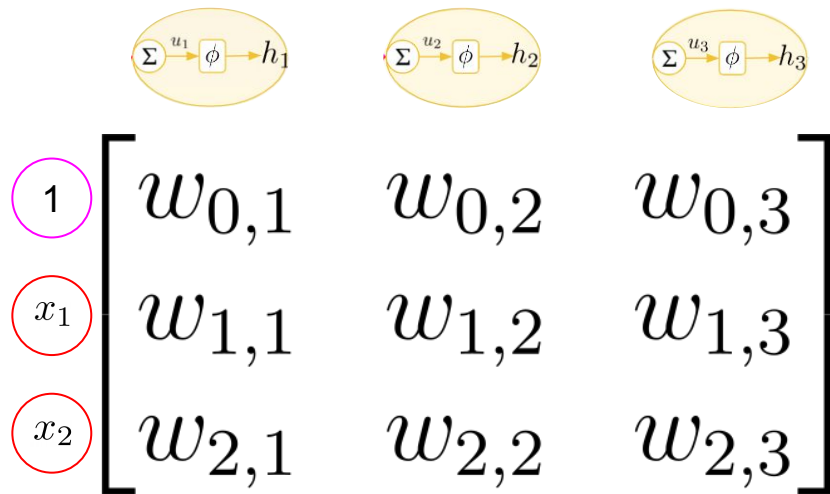 Σ u₁ ϕ h₁ Σ u₂ ϕ h₂ Σ u₃ ϕ h₃
1 w₀,₁ w₀,₂ w₀,₃
x₁ w₁,₁ w₁,₂ w₁,₃
x₂ w₂,₁ w₂,₂ w₂,₃